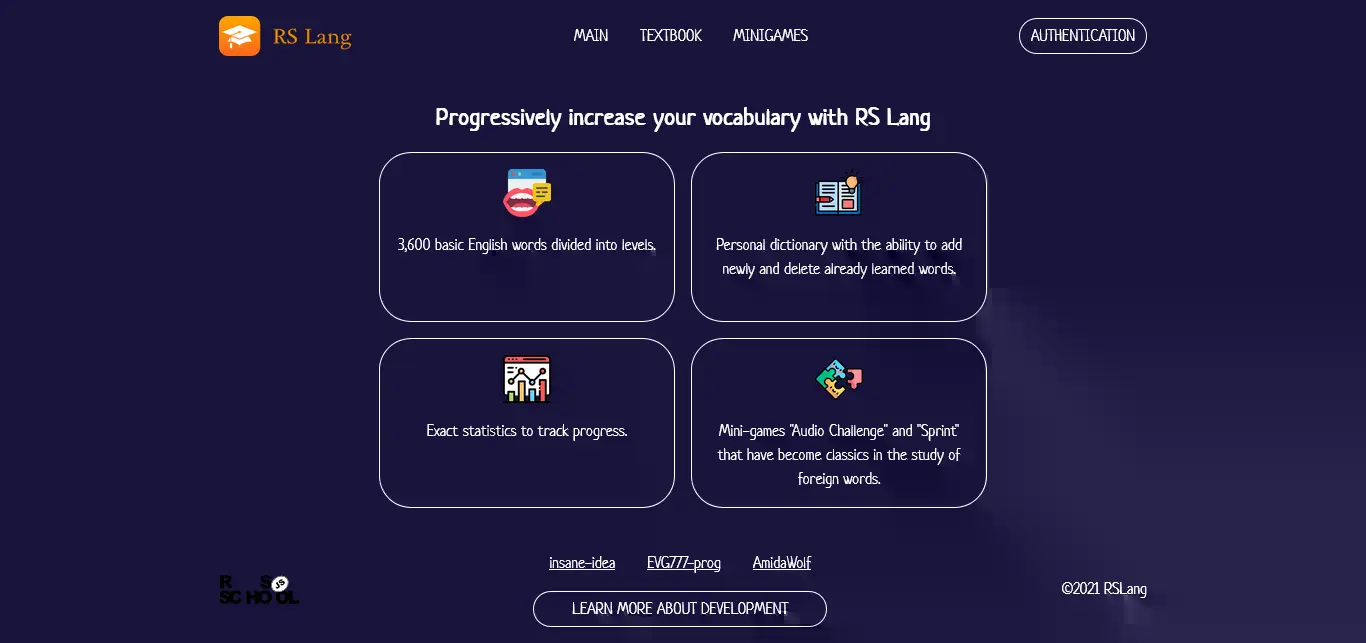 RS Lang
MAIN TEXTBOOK MINIGAMES
AUTHENTICATION
Progressively increase your vocabulary with RS Lang
3,600 basic English words divided into levels.
Personal dictionary with the ability to add
newly and delete already learned words.
Exact statistics to track progress.
Mini-games "Audio Challenge" and "Sprint"
that have become classics in the study of
foreign words.
insane-idea EVG777-prog AmidaWolf
R S JS
SCHOOL
LEARN MORE ABOUT DEVELOPMENT
©2021 RSLang